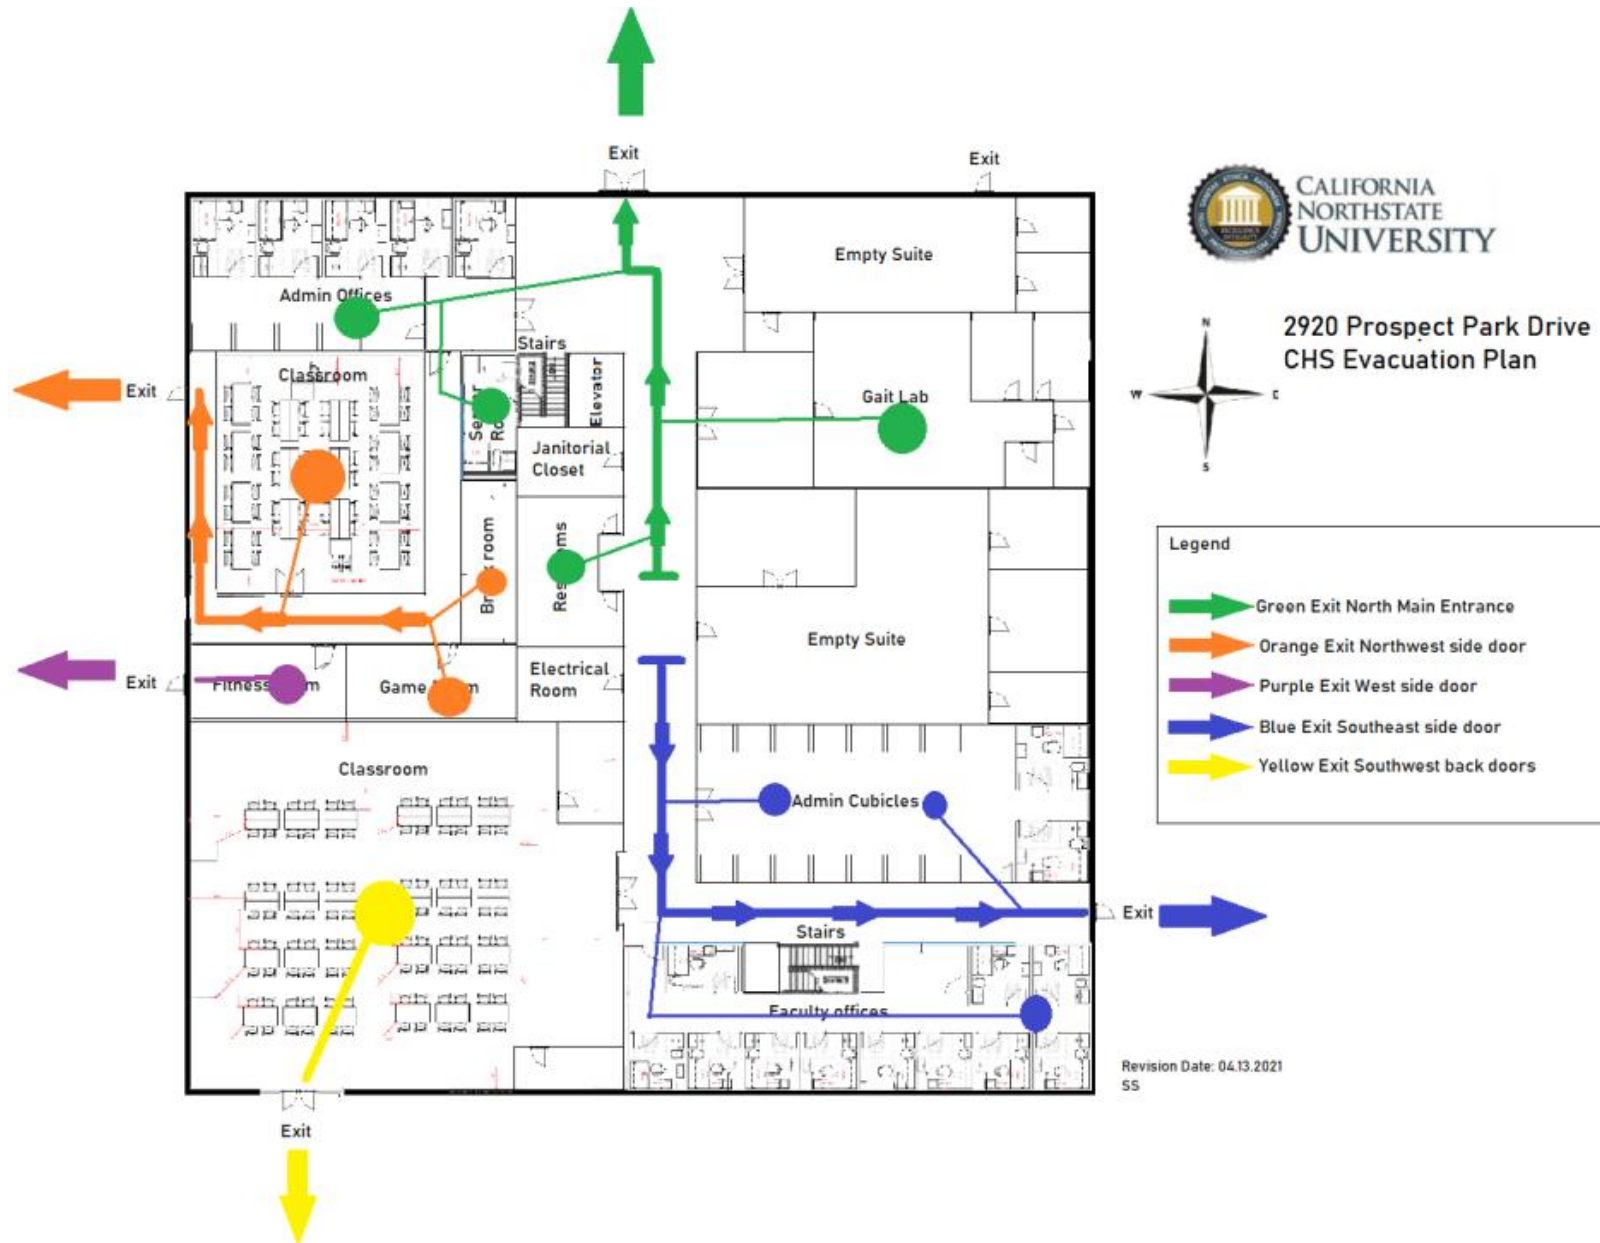 Exit
Exit
CALIFORNIA
NORTHSTATE
UNIVERSITY
2920 Prospect Park Drive
CHS Evacuation Plan
N
W
S
Empty Suite
Admin Offices
Stairs
Exit
Classroom
Elevator
Gait Lab
Janitorial
Closet
Legend
Green Exit North Main Entrance
Orange Exit Northwest side door
Purple Exit West side door
Blue Exit Southeast side door
Yellow Exit Southwest back doors
Empty Suite
Electrical
Room
Exit
Classroom
Admin Cubicles
Exit
Stairs
Faculty offices
Revision Date: 04.13.2021
SS
Exit